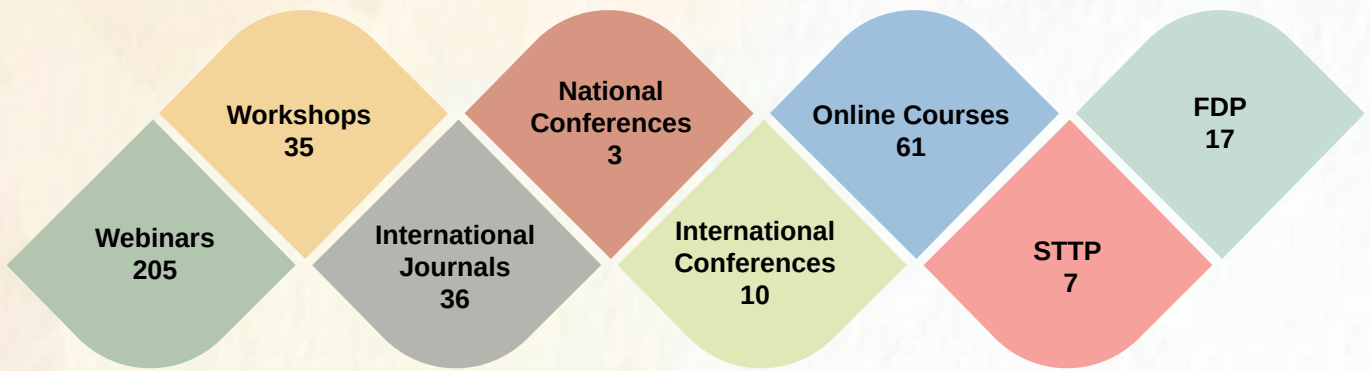 Webinars
205
Workshops
35
International
Journals
36
National
Conferences
3
International
Conferences
10
Online Courses
61
STTP
7
FDP
17